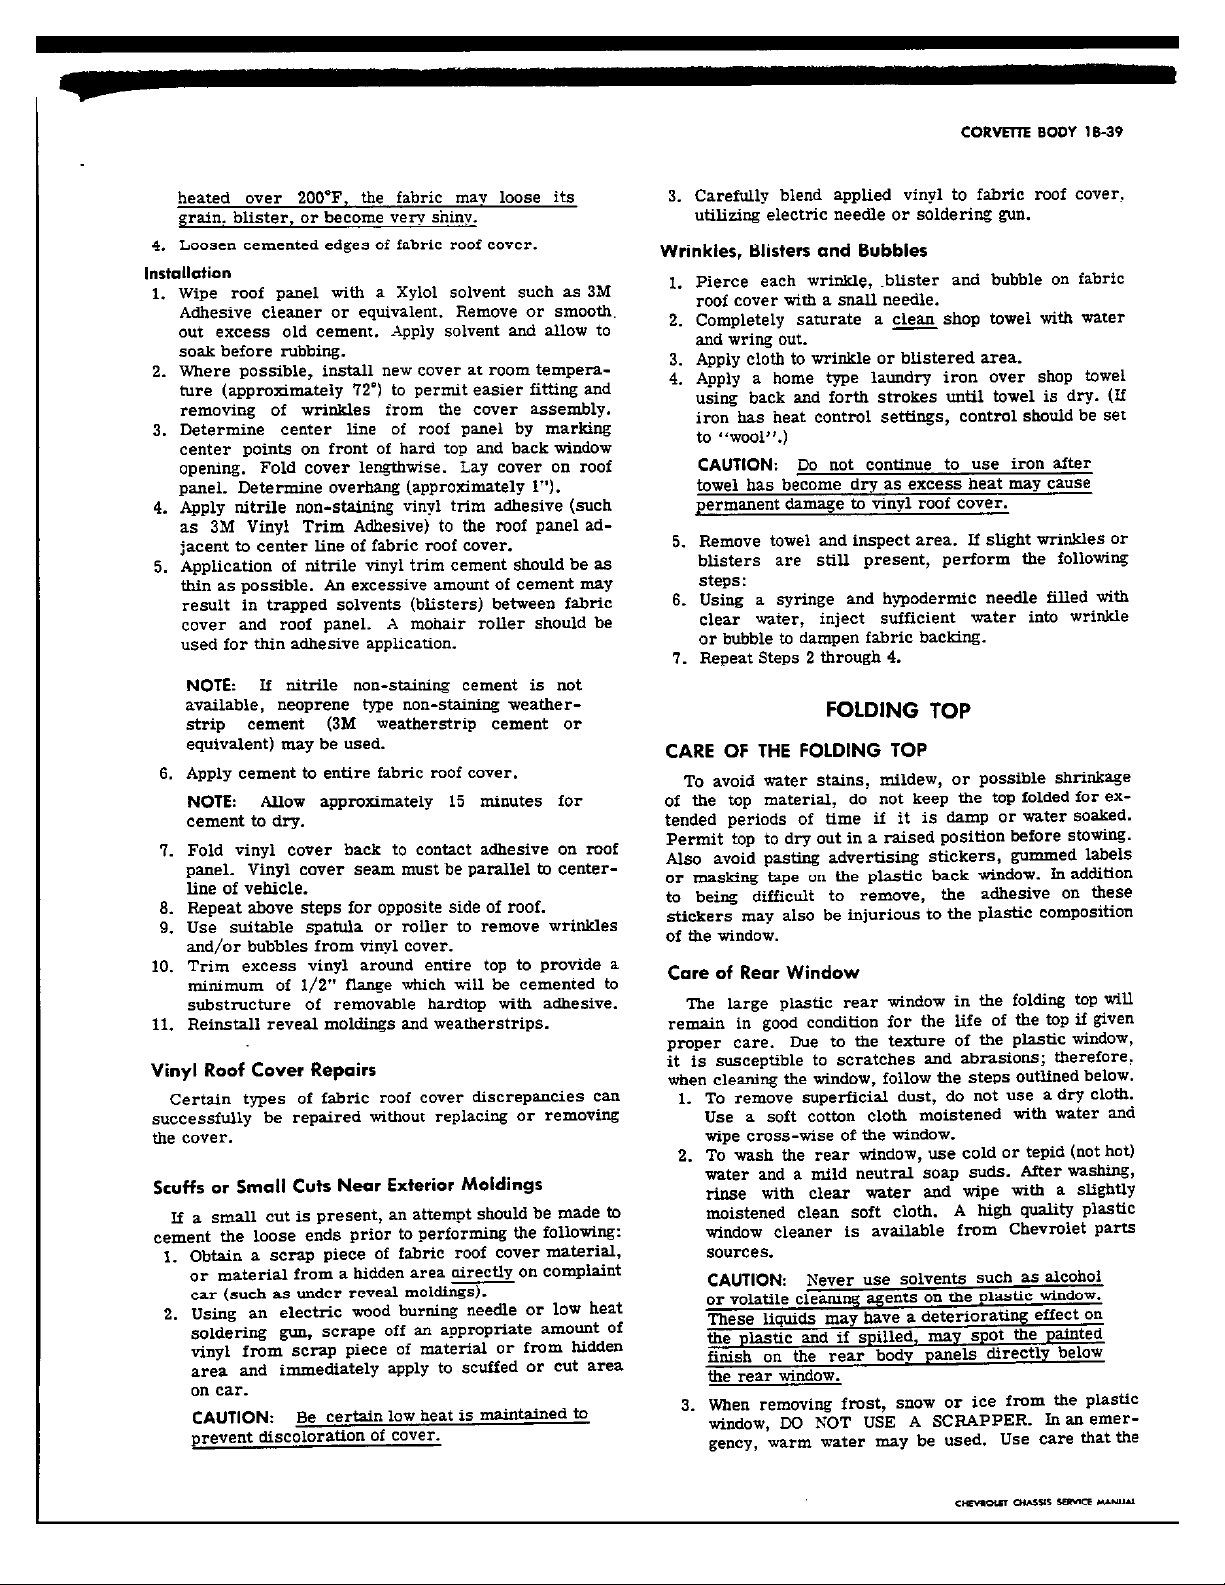 CORVETTE BODY 1B-39
heated over 200°F, the fabric may loose its
grain, blister, or become very shiny.
4. Loosen cemented edges of fabric roof cover.
Installation
1. Wipe roof panel with a Xylol solvent such as 3M
Adhesive cleaner or equivalent. Remove or smooth
out excess old cement. Apply solvent and allow to
soak before rubbing.
2. Where possible, install new cover at room tempera-
ture (approximately 72°) to permit easier fitting and
removing of wrinkles from the cover assembly.
3. Determine center line of roof panel by marking
center points on front of hard top and back window
opening. Fold cover lengthwise. Lay cover on roof
panel. Determine overhang (approximately 1").
4. Apply nitrile non-staining vinyl trim adhesive (such
as 3M Vinyl Trim Adhesive) to the roof panel ad-
jacent to center line of fabric roof cover.
5. Application of nitrile vinyl trim cement should be as
thin as possible. An excessive amount of cement may
result in trapped solvents (blisters) between fabric
cover and roof panel. A mohair roller should be
used for thin adhesive application.
NOTE: If nitrile non-staining cement is not
available, neoprene type non-staining weather-
strip cement (3M weatherstrip cement or
equivalent) may be used.
6. Apply cement to entire fabric roof cover.
NOTE: Allow approximately 15 minutes for
cement to dry.
7. Fold vinyl cover back to contact adhesive on roof
panel. Vinyl cover seam must be parallel to center-
line of vehicle.
8. Repeat above steps for opposite side of roof.
9. Use suitable spatula or roller to remove wrinkles
and/or bubbles from vinyl cover.
10. Trim excess vinyl around entire top to provide a
minimum of 1/2" flange which will be cemented to
substructure of removable hardtop with adhesive.
11. Reinstall reveal moldings and weatherstrips.
Vinyl Roof Cover Repairs
Certain types of fabric roof cover discrepancies can
successfully be repaired without replacing or removing
the cover.
Scuffs or Small Cuts Near Exterior Moldings
If a small cut is present, an attempt should be made to
cement the loose ends prior to performing the following:
1. Obtain a scrap piece of fabric roof cover material,
or material from a hidden area directly on complaint
car (such as under reveal moldings).
2. Using an electric wood burning needle or low heat
soldering gun, scrape off an appropriate amount of
vinyl from scrap piece of material or from hidden
area and immediately apply to scuffed or cut area
on car.
CAUTION: Be certain low heat is maintained to
prevent discoloration of cover.
3. Carefully blend applied vinyl to fabric roof cover,
utilizing electric needle or soldering gun.
Wrinkles, Blisters and Bubbles
1. Pierce each wrinkle, blister and bubble on fabric
roof cover with a snall needle.
2. Completely saturate a clean shop towel with water
and wring out.
3. Apply cloth to wrinkle or blistered area.
4. Apply a home type laundry iron over shop towel
using back and forth strokes until towel is dry. (If
iron has heat control settings, control should be set
to "wool".)
CAUTION: Do not continue to use iron after
towel has become dry as excess heat may cause
permanent damage to vinyl roof cover.
5. Remove towel and inspect area. If slight wrinkles or
blisters are still present, perform the following
steps:
6. Using a syringe and hypodermic needle filled with
clear water, inject sufficient water into wrinkle
or bubble to dampen fabric backing.
7. Repeat Steps 2 through 4.
FOLDING TOP
CARE OF THE FOLDING TOP
To avoid water stains, mildew, or possible shrinkage
of the top material, do not keep the top folded for ex-
tended periods of time if it is damp or water soaked.
Permit top to dry out in a raised position before stowing.
Also avoid pasting advertising stickers, gummed labels
or masking tape on the plastic back window. In addition
to being difficult to remove, the adhesive on these
stickers may also be injurious to the plastic composition
of the window.
Care of Rear Window
The large plastic rear window in the folding top will
remain in good condition for the life of the top if given
proper care. Due to the texture of the plastic window,
it is susceptible to scratches and abrasions; therefore,
when cleaning the window, follow the steps outlined below.
1. To remove superficial dust, do not use a dry cloth.
Use a soft cotton cloth moistened with water and
wipe cross-wise of the window.
2. To wash the rear window, use cold or tepid (not hot)
water and a mild neutral soap suds. After washing,
rinse with clear water and wipe with a slightly
moistened clean soft cloth. A high quality plastic
window cleaner is available from Chevrolet parts
sources.
CAUTION: Never use solvents such as alcohol
or volatile cleaning agents on the plastic window.
These liquids may have a deteriorating effect on
the plastic and if spilled, may spot the painted
finish on the rear body panels directly below
the rear window.
3. When removing frost, snow or ice from the plastic
window, DO NOT USE A SCRAPPER. In an emer-
gency, warm water may be used. Use care that the
CHEVROLET CHASSIS SERVICE MANUAL